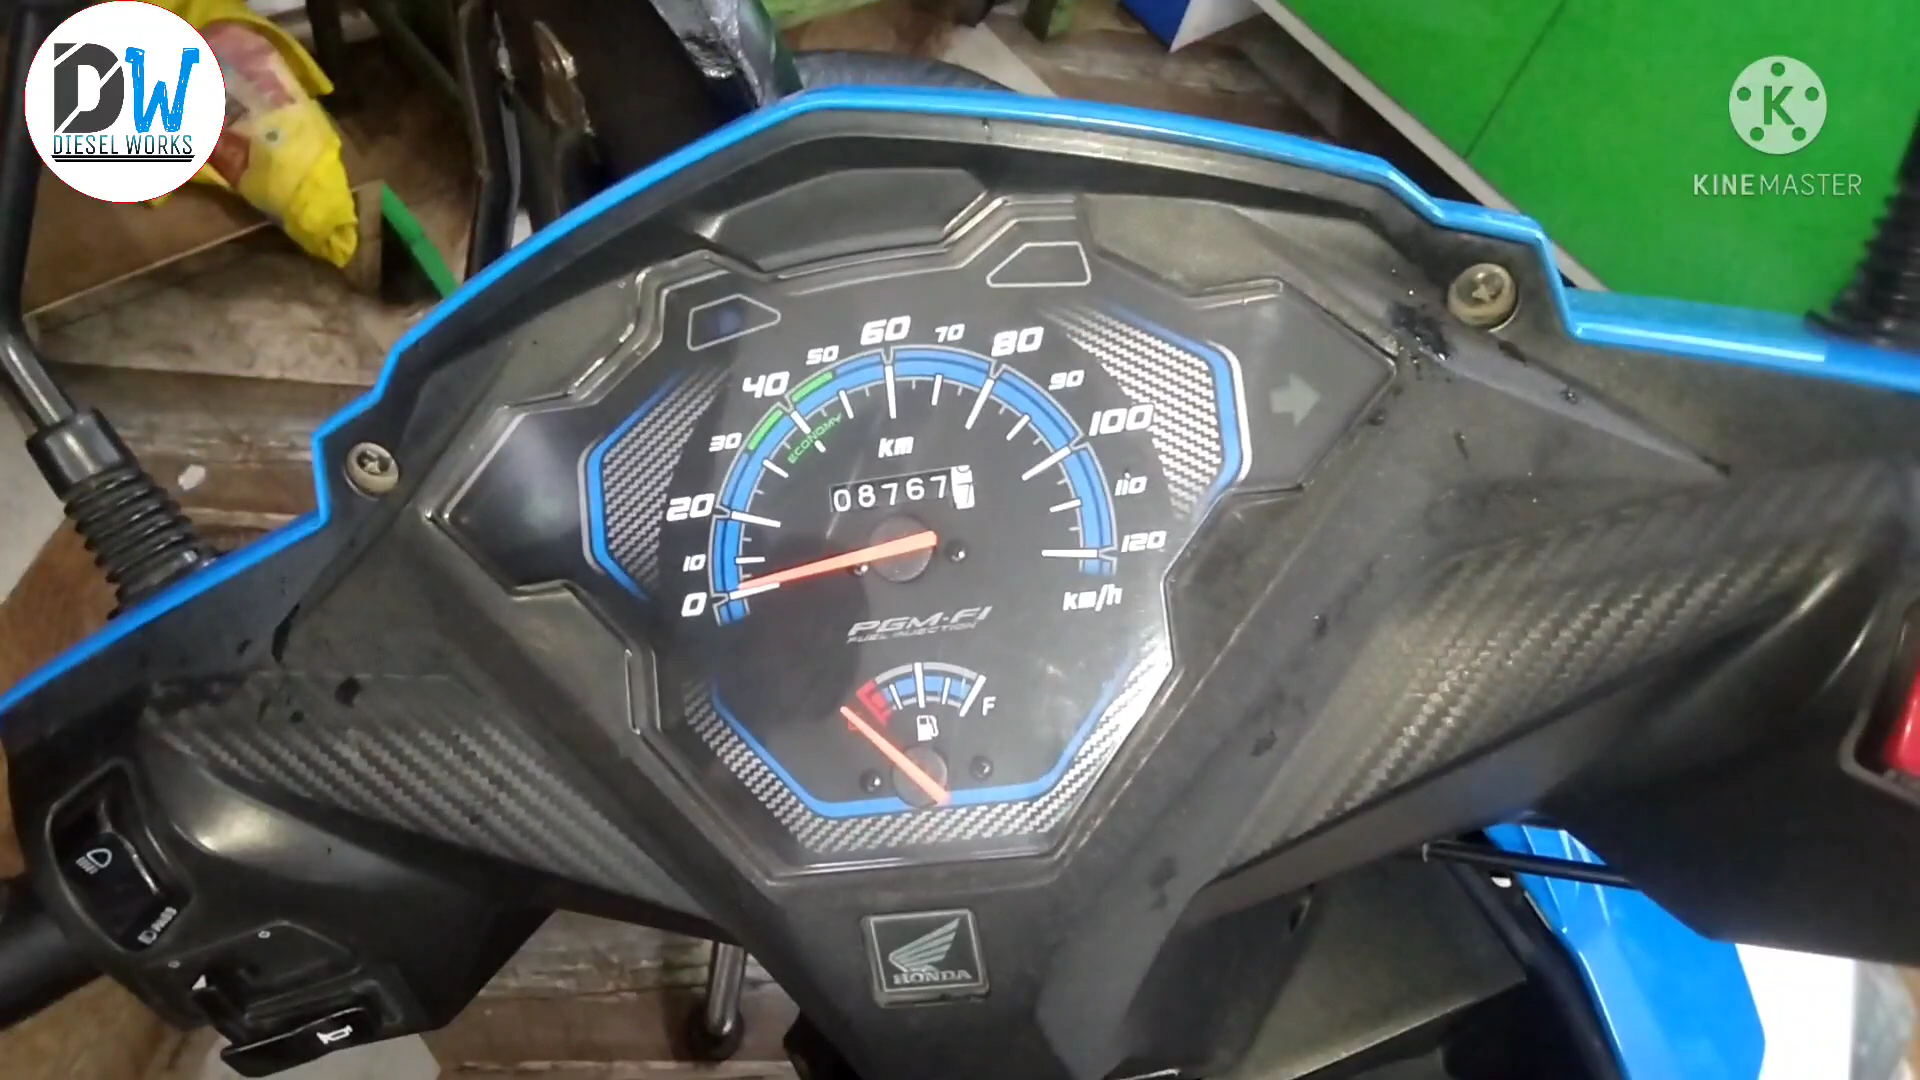 DW
DIESEL WORKS
K
KINEMASTER
0
10
20
30
40
50
60
70
80
90
100
110
120
ECONOMY
km
08767
km/h
PGM-FI
FUEL INJECTION
F
PASS
HONDA